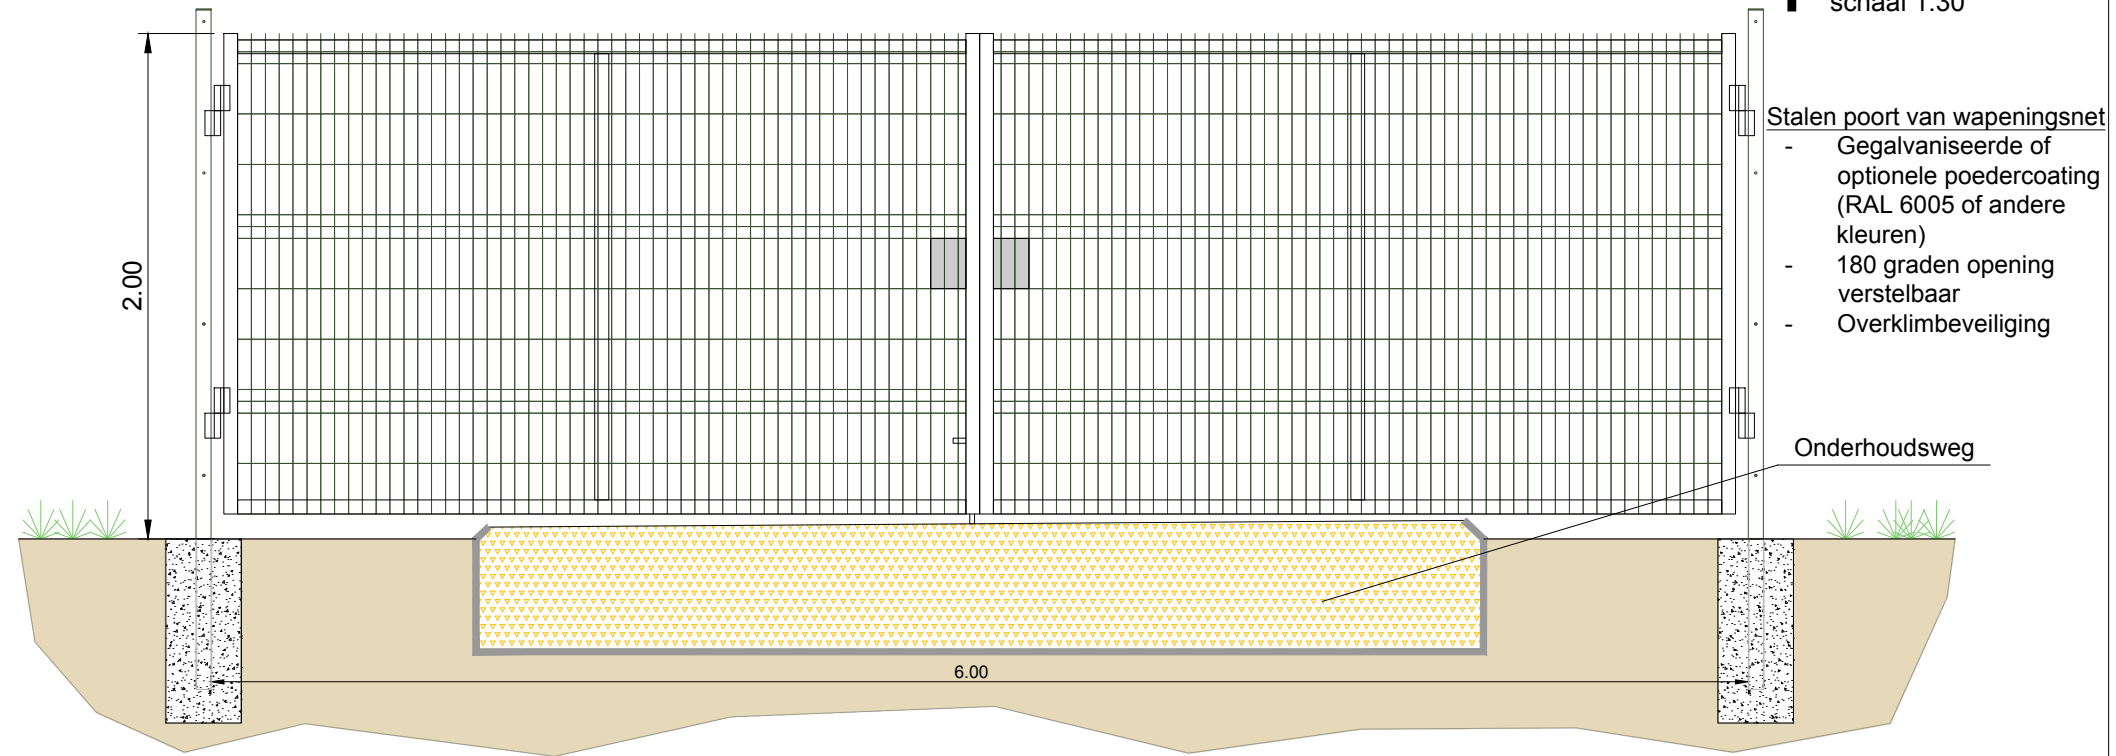 schaal 1:30
2.00
Stalen poort van wapeningsnet
- Gegalvaniseerde of
optionele poedercoating
(RAL 6005 of andere
kleuren)
- 180 graden opening
verstelbaar
- Overklimbeveiliging
Onderhoudsweg
6.00